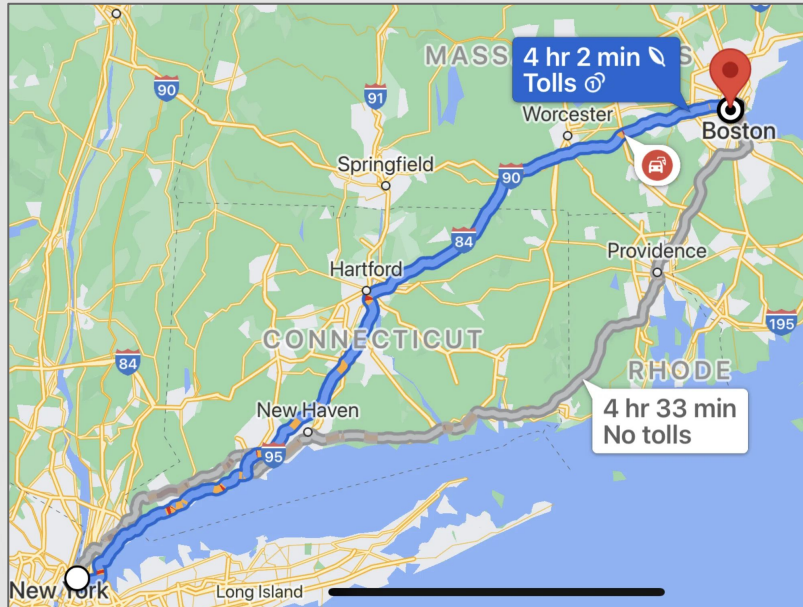 MASS
S
4 hr 2 min
Tolls
90
91
Worcester
Boston
Springfield
90
84
Providence
Hartford
195
CONNECTICUT
84
RHODE
4 hr 33 min
No tolls
New Haven
95
New York
Long Island